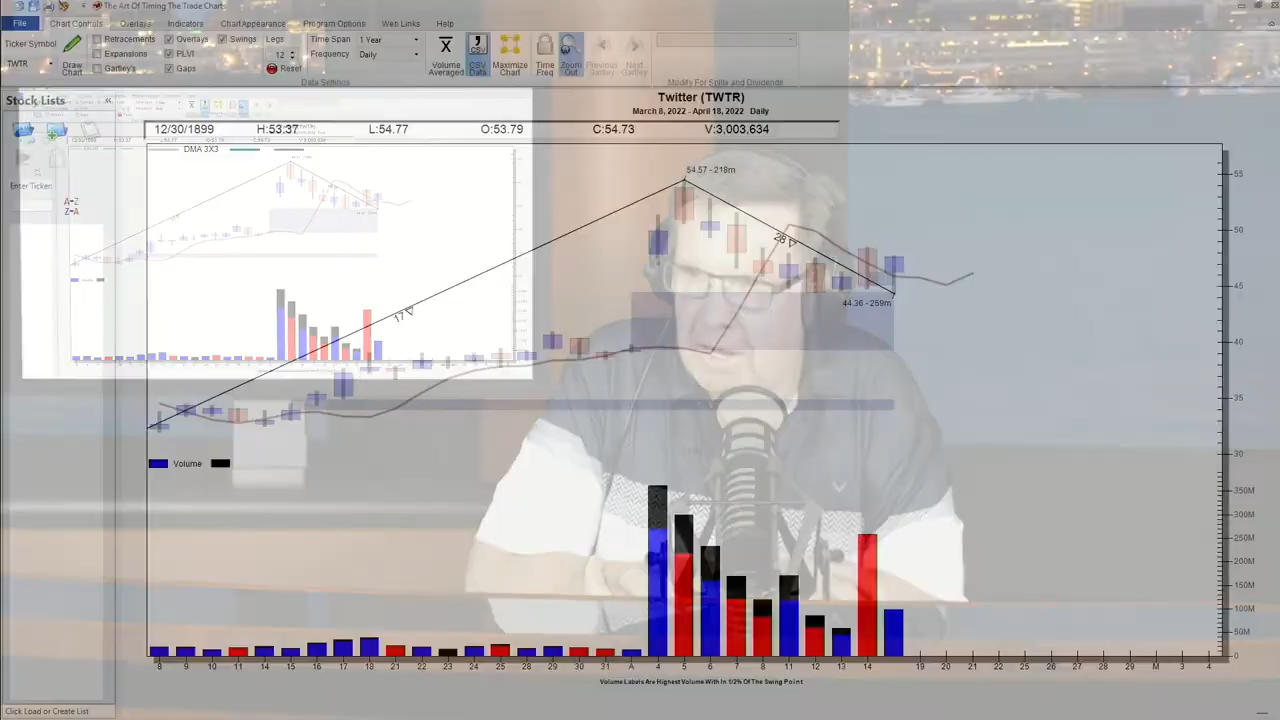 The Art Of Timing The Trade Charts
File Chart Controls Overlays Indicators Chart Appearance Program Options Web Links Help
Ticker Symbol
TWTR
Draw Chart
Retracements
Expansions
Gartley's
Overlays
PLVI
Gaps
Swings
Legs
12
Reset
Time Span 1 Year
Frequency Daily
Data Settings
Volume Averaged
CSV Data
Maximize Chart
Time Freq
Zoom Out
Previous Gartley
Next Gartley
Modify For Splits and Dividends
Stock Lists
Enter Ticker:
A-Z
Z-A
Twitter (TWTR)
March 8, 2022 - April 18, 2022 Daily
12/30/1899 H:53.37 L:54.77 O:53.79 C:54.73 V:3,003,634
DMA 3X3
54.57 - 218m
28
17
44.36 - 259m
55
50
45
40
35
30
Volume
350M
300M
250M
200M
150M
100M
50M
0
8 9 10 11 14 15 16 17 18 21 22 23 24 25 28 29 30 31 A 4 5 6 7 8 11 12 13 14 19 20 21 22 25 26 27 28 29 M 3 4
Volume Labels Are Highest Volume With In 1/2% Of The Swing Point
Click Load or Create List